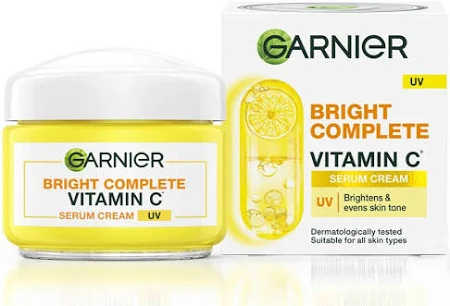 GARNIER
BRIGHT COMPLETE
VITAMIN C*
SERUM CREAM UV
GARNIER
UV
BRIGHT
COMPLETE
VITAMIN C*
SERUM CREAM
UV Brightens &
evens skin tone
Dermatologically tested
Suitable for all skin types